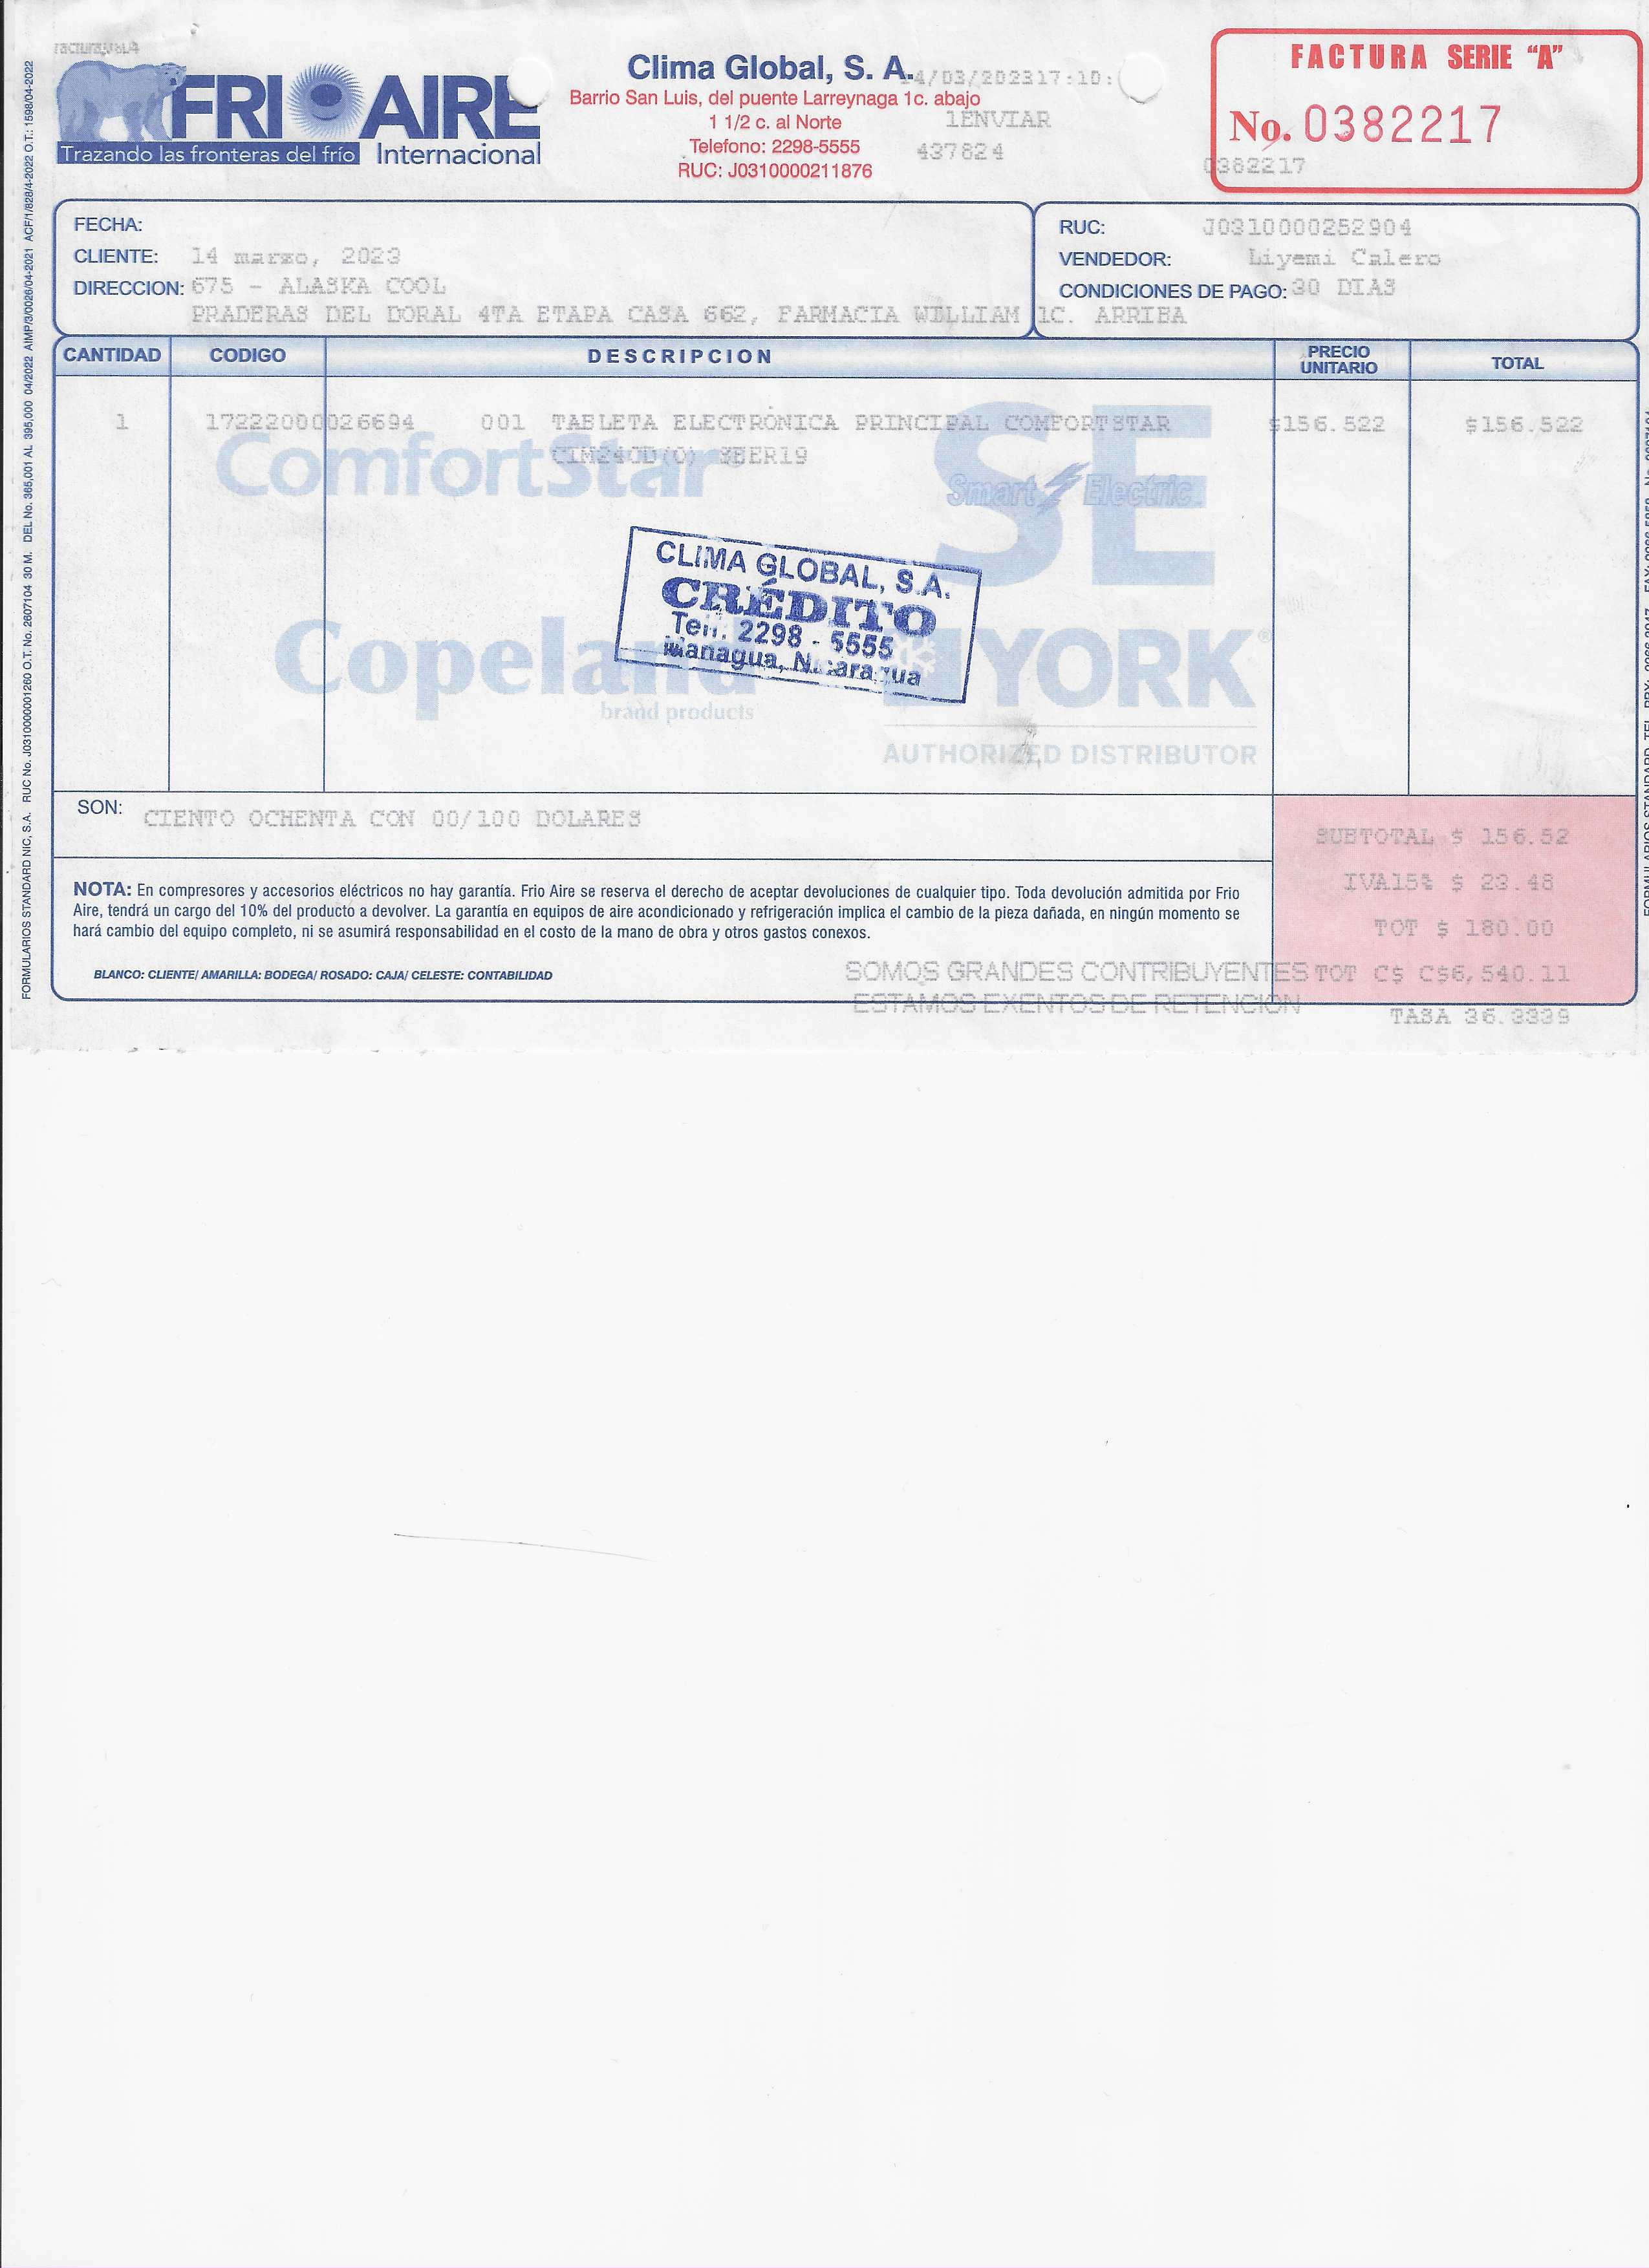 factura
FRIOAIRE
Trazando las fronteras del frío Internacional
Clima Global, S. A.
Barrio San Luis, del puente Larreynaga 1c. abajo
1 1/2 c. al Norte
Telefono: 2298-5555
RUC: J0310000211876
14/03/202317:10:
1ENVIAR
437824
FACTURA SERIE "A"
No. 0382217
0382217
FECHA:
CLIENTE: 14 marzo, 2023
DIRECCION: 675 - ALASKA COOL
PRADERAS DEL DORAL 4TA ETAPA CASA 662, FARMACIA WILLIAM 1C. ARRIBA
RUC: J0310000252904
VENDEDOR: Liyemi Calero
CONDICIONES DE PAGO: 30 DIAS
CANTIDAD CODIGO DESCRIPCION PRECIO UNITARIO TOTAL
1 17222000026694 001 TABLETA ELECTRÓNICA PRINCIPAL COMFORTSTAR $156.522 $156.522
CIM24CD(O) SEER19
ComfortStar
SE
Smart Electric
CLIMA GLOBAL, S.A.
CRÉDITO
Telf. 2298 - 5555
Managua, Nicaragua
Copeland
brand products
YORK®
AUTHORIZED DISTRIBUTOR
SON: CIENTO OCHENTA CON 00/100 DOLARES
SUBTOTAL $ 156.52
IVA15% $ 23.48
TOT $ 180.00
TOT C$ C$6,540.11
TASA 36.3339
NOTA: En compresores y accesorios eléctricos no hay garantía. Frio Aire se reserva el derecho de aceptar devoluciones de cualquier tipo. Toda devolución admitida por Frio
Aire, tendrá un cargo del 10% del producto a devolver. La garantía en equipos de aire acondicionado y refrigeración implica el cambio de la pieza dañada, en ningún momento se
hará cambio del equipo completo, ni se asumirá responsabilidad en el costo de la mano de obra y otros gastos conexos.
BLANCO: CLIENTE/ AMARILLA: BODEGA/ ROSADO: CAJA/ CELESTE: CONTABILIDAD
SOMOS GRANDES CONTRIBUYENTES
ESTAMOS EXENTOS DE RETENCION
FORMULARIOS STANDARD NIC, S.A. RUC No. J0310000001260 O.T. No. 2607104 30 M. DEL No. 365,001 AL 395,000 04/2022 AIMP/3/0026/04-2021 ACF/1/828/4-2022 O.T.: 1598/04-2022